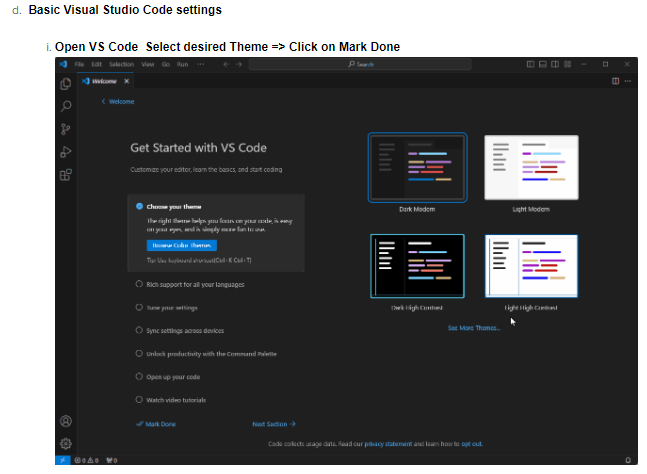 d. Basic Visual Studio Code settings
i. Open VS Code Select desired Theme => Click on Mark Done
File Edit Selection View Go Run ... Search
Welcome
Welcome
Get Started with VS Code
Customize your editor, learn the basics, and start coding
Choose your theme
The right theme helps you focus on your code, is easy
on your eyes, and is simply more fun to use.
Browse Color Themes
Tip: Use keyboard shortcut (Ctrl+K Ctrl+T)
Rich support for all your languages
Tune your settings
Sync settings across devices
Unlock productivity with the Command Palette
Open up your code
Watch video tutorials
Dark Modern Light Modern
Dark High Contrast Light High Contrast
See More Themes...
Mark Done Next Section
Code collects usage data. Read our privacy statement and learn how to opt out.
0 0 0